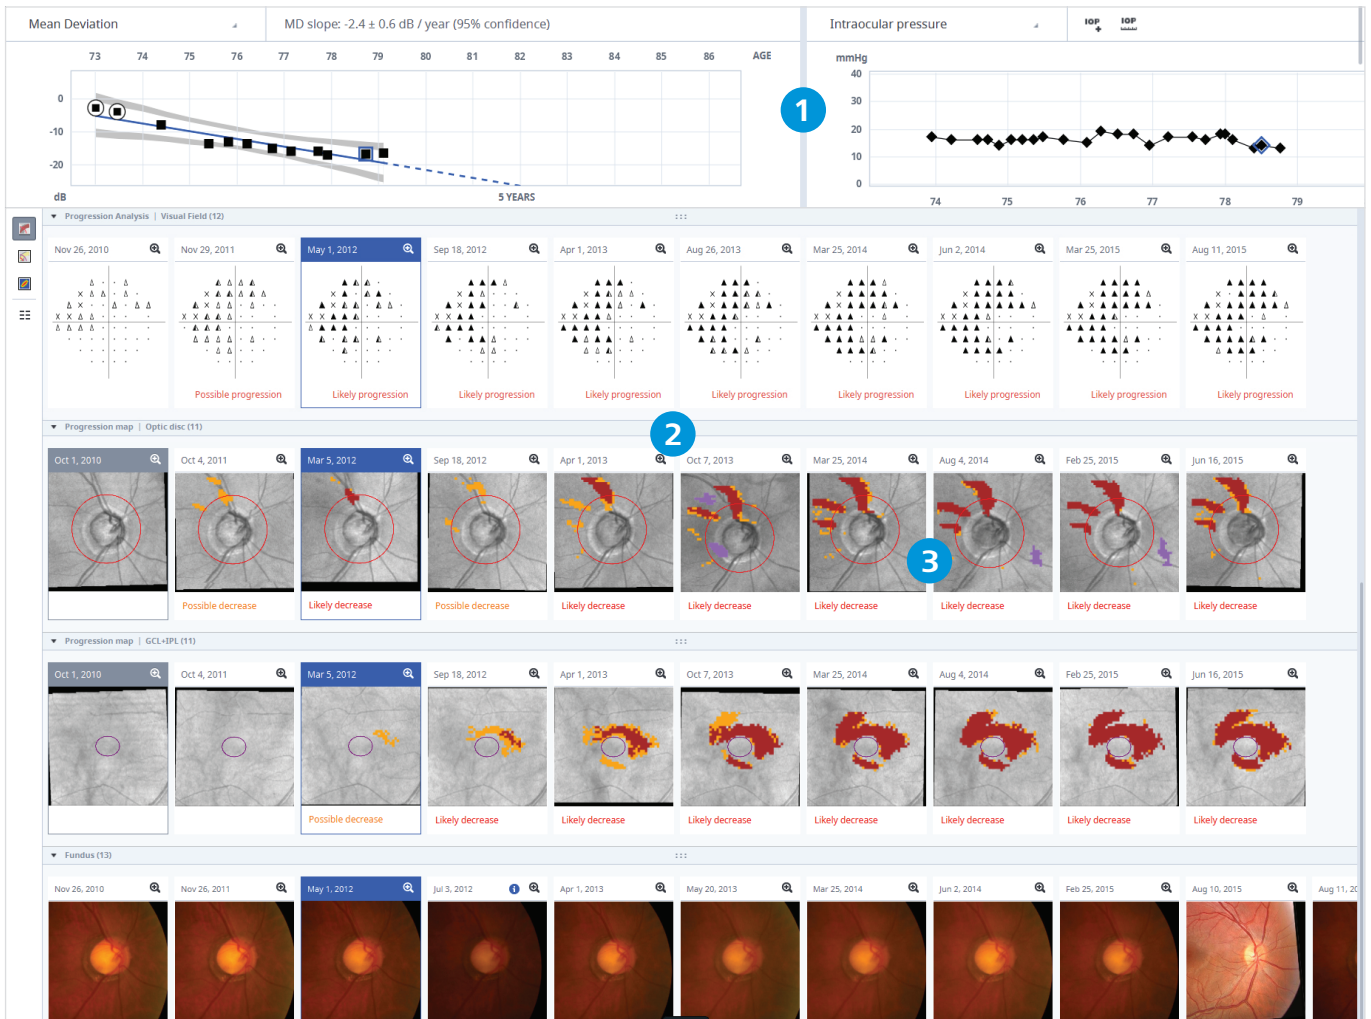 Mean Deviation
MD slope: -2.4 ± 0.6 dB / year (95% confidence)
Intraocular pressure
IOP
+
IOP
73 74 75 76 77 78 79 80 81 82 83 84 85 86 AGE
0
-10
-20
dB
5 YEARS
1
mmHg
40
30
20
10
0
74 75 76 77 78 79
Progression Analysis | Visual Field (12)
Nov 26, 2010
Nov 29, 2011
May 1, 2012
Sep 18, 2012
Apr 1, 2013
Aug 26, 2013
Mar 25, 2014
Jun 2, 2014
Mar 25, 2015
Aug 11, 2015
Possible progression
Likely progression
Likely progression
Likely progression
Likely progression
Likely progression
Likely progression
Likely progression
Likely progression
Progression map | Optic disc (11)
2
Oct 1, 2010
Oct 4, 2011
Mar 5, 2012
Sep 18, 2012
Apr 1, 2013
Oct 7, 2013
Mar 25, 2014
Aug 4, 2014
Feb 25, 2015
Jun 16, 2015
3
Possible decrease
Likely decrease
Possible decrease
Likely decrease
Likely decrease
Likely decrease
Likely decrease
Likely decrease
Likely decrease
Progression map | GCL+IPL (11)
Oct 1, 2010
Oct 4, 2011
Mar 5, 2012
Sep 18, 2012
Apr 1, 2013
Oct 7, 2013
Mar 25, 2014
Aug 4, 2014
Feb 25, 2015
Jun 16, 2015
Possible decrease
Likely decrease
Likely decrease
Likely decrease
Likely decrease
Likely decrease
Likely decrease
Likely decrease
Fundus (13)
Nov 26, 2010
Nov 26, 2011
May 1, 2012
Jul 3, 2012
Apr 1, 2013
May 20, 2013
Mar 25, 2014
Jun 2, 2014
Feb 25, 2015
Aug 10, 2015
Aug 11, 20